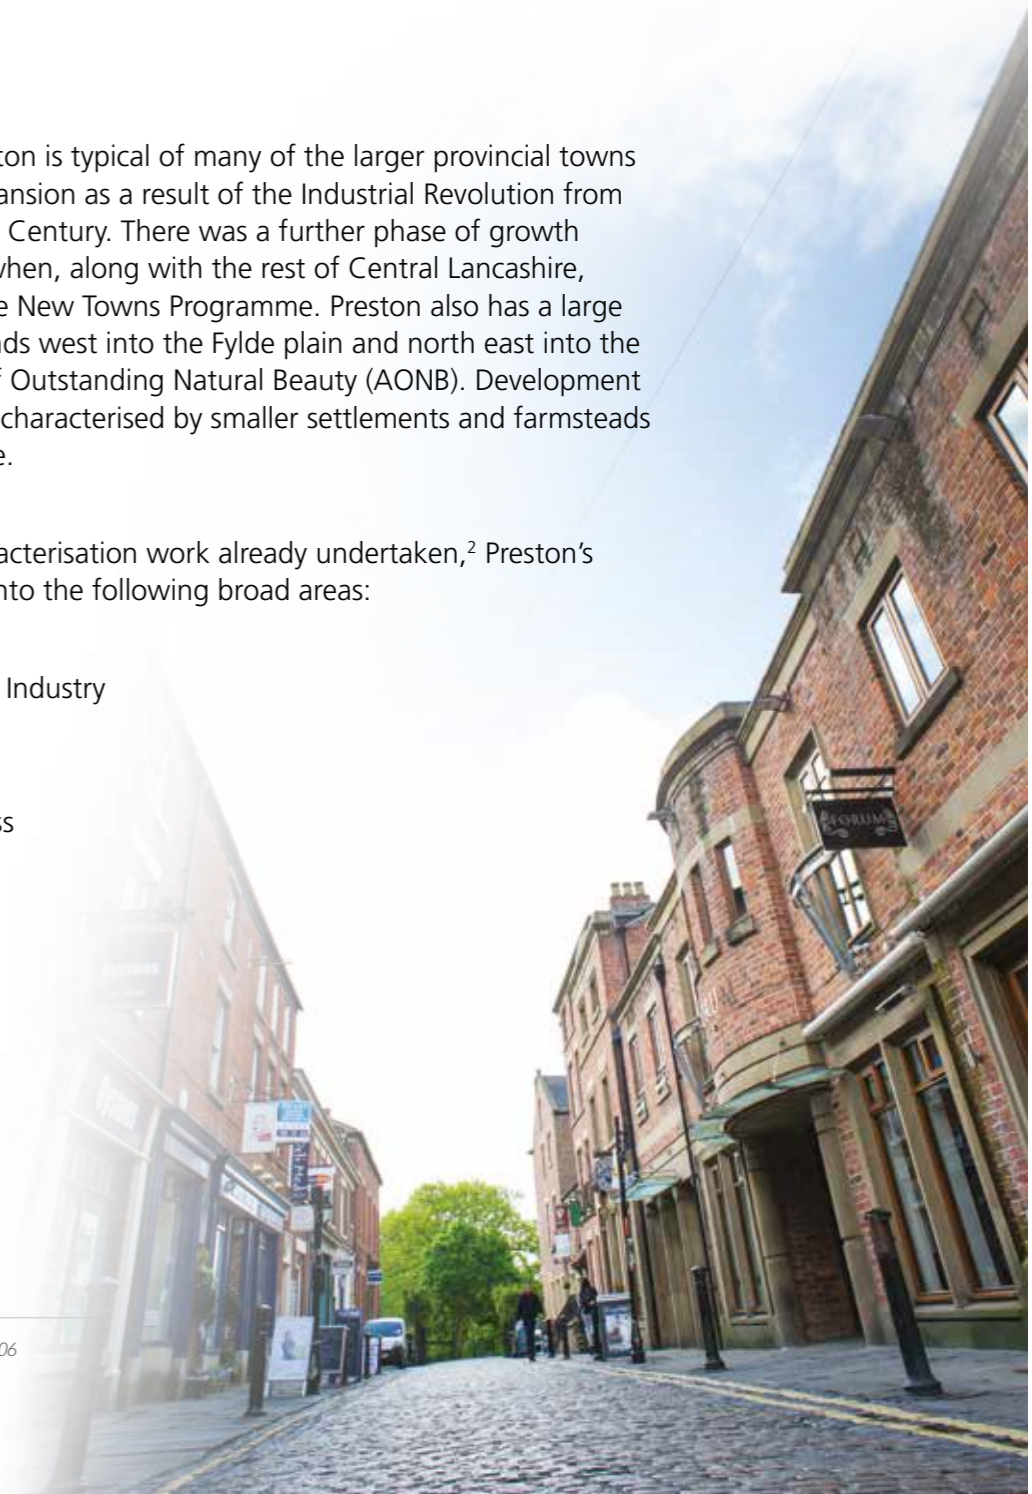 ton is typical of many of the larger provincial towns
ansion as a result of the Industrial Revolution from
Century. There was a further phase of growth
when, along with the rest of Central Lancashire,
e New Towns Programme. Preston also has a large
nds west into the Fylde plain and north east into the
f Outstanding Natural Beauty (AONB). Development
characterised by smaller settlements and farmsteads
e.
acterisation work already undertaken,² Preston’s
nto the following broad areas:
Industry
ss
FORUM
Dystens
Dystens
06